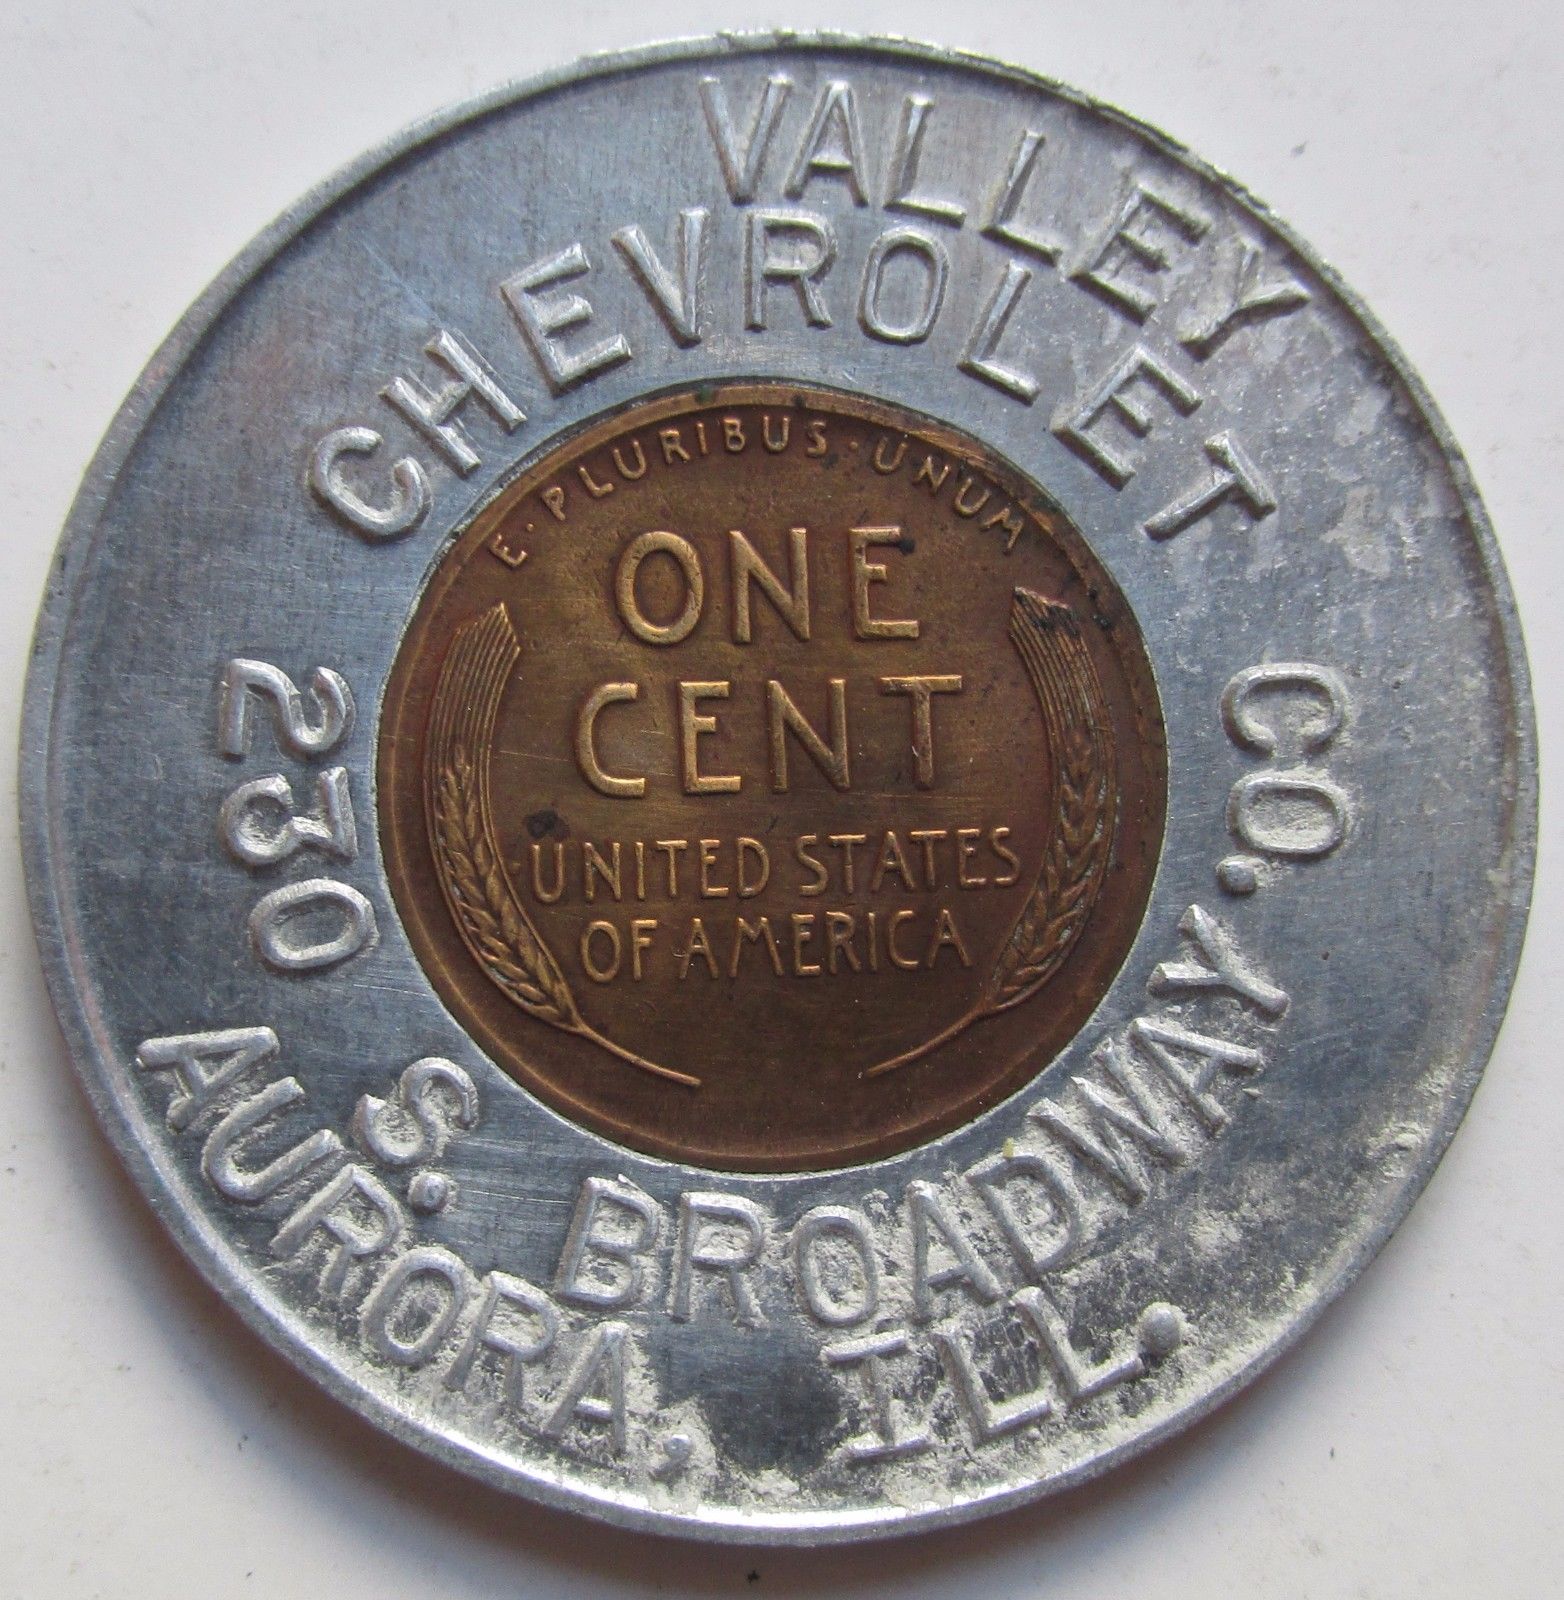 VALLEY
CHEVROLET CO.
230 S. BROADWAY
AURORA, ILL.
E · PLURIBUS · UNUM
ONE
CENT
UNITED STATES
OF AMERICA